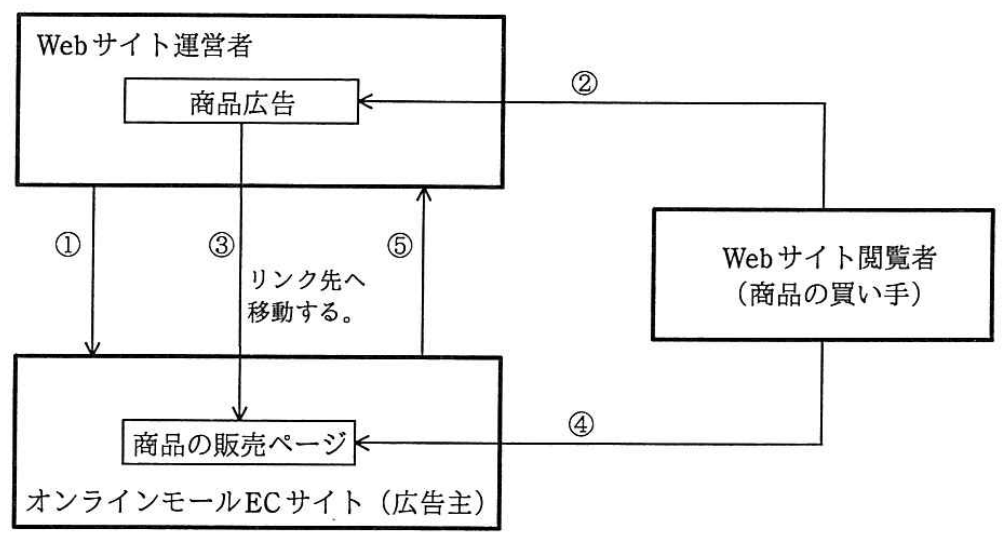 Webサイト運営者
商品広告
②
①
③
⑤
リンク先へ
移動する。
Webサイト閲覧者
（商品の買い手）
④
商品の販売ページ
オンラインモールECサイト（広告主）